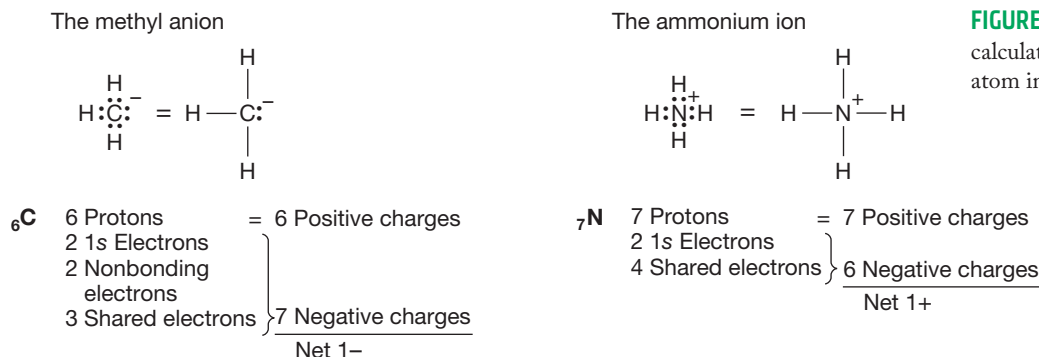 The methyl anion
H
H:C:− = H—C:−
H
H
H
6C 6 Protons = 6 Positive charges
2 1s Electrons
2 Nonbonding
electrons
3 Shared electrons 7 Negative charges
Net 1–
The ammonium ion
H
H:N:H + = H—N+—H
H
H
H
7N 7 Protons = 7 Positive charges
2 1s Electrons
4 Shared electrons 6 Negative charges
Net 1+
FIGURE
calculat
atom in